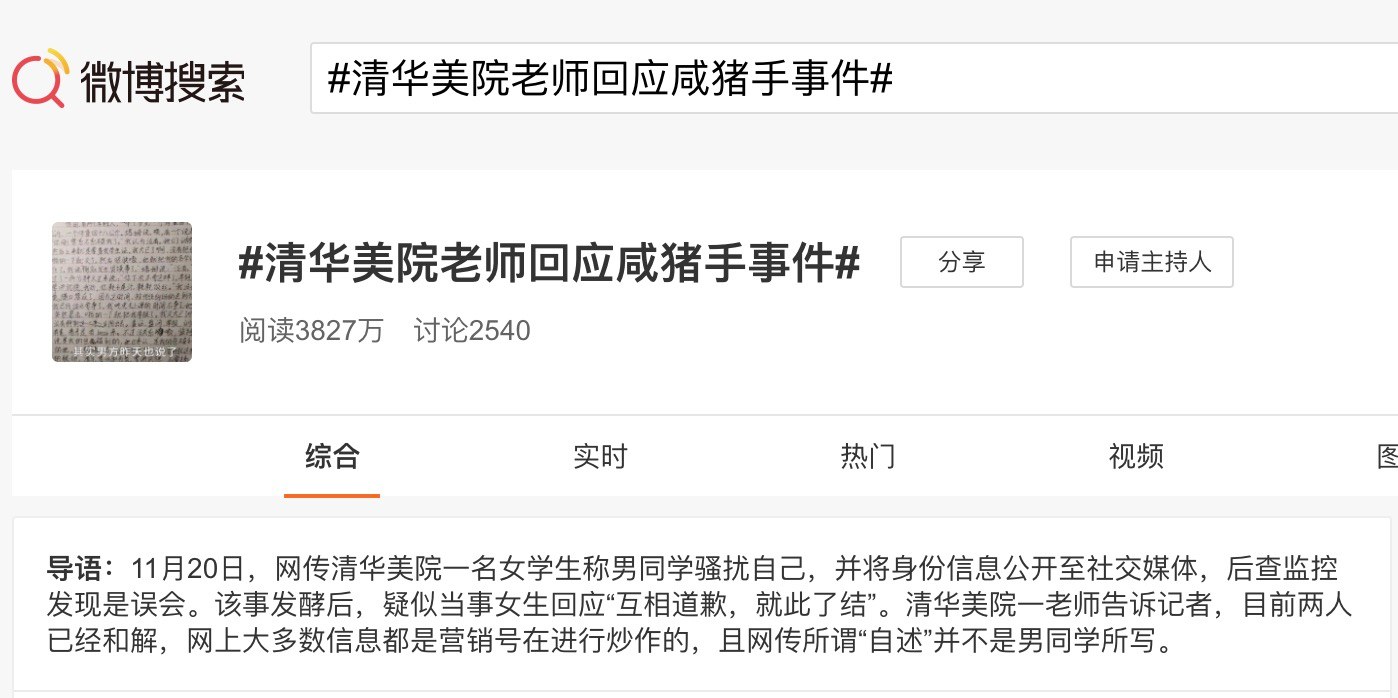 微博搜索
#清华美院老师回应咸猪手事件#
#清华美院老师回应咸猪手事件#
分享
申请主持人
阅读3827万 讨论2540
其实男方昨天也说了
综合 实时 热门 视频
导语：11月20日，网传清华美院一名女学生称男同学骚扰自己，并将身份信息公开至社交媒体，后查监控
发现是误会。该事发酵后，疑似当事女生回应“互相道歉，就此了结”。清华美院一老师告诉记者，目前两人
已经和解，网上大多数信息都是营销号在进行炒作的，且网传所谓“自述”并不是男同学所写。